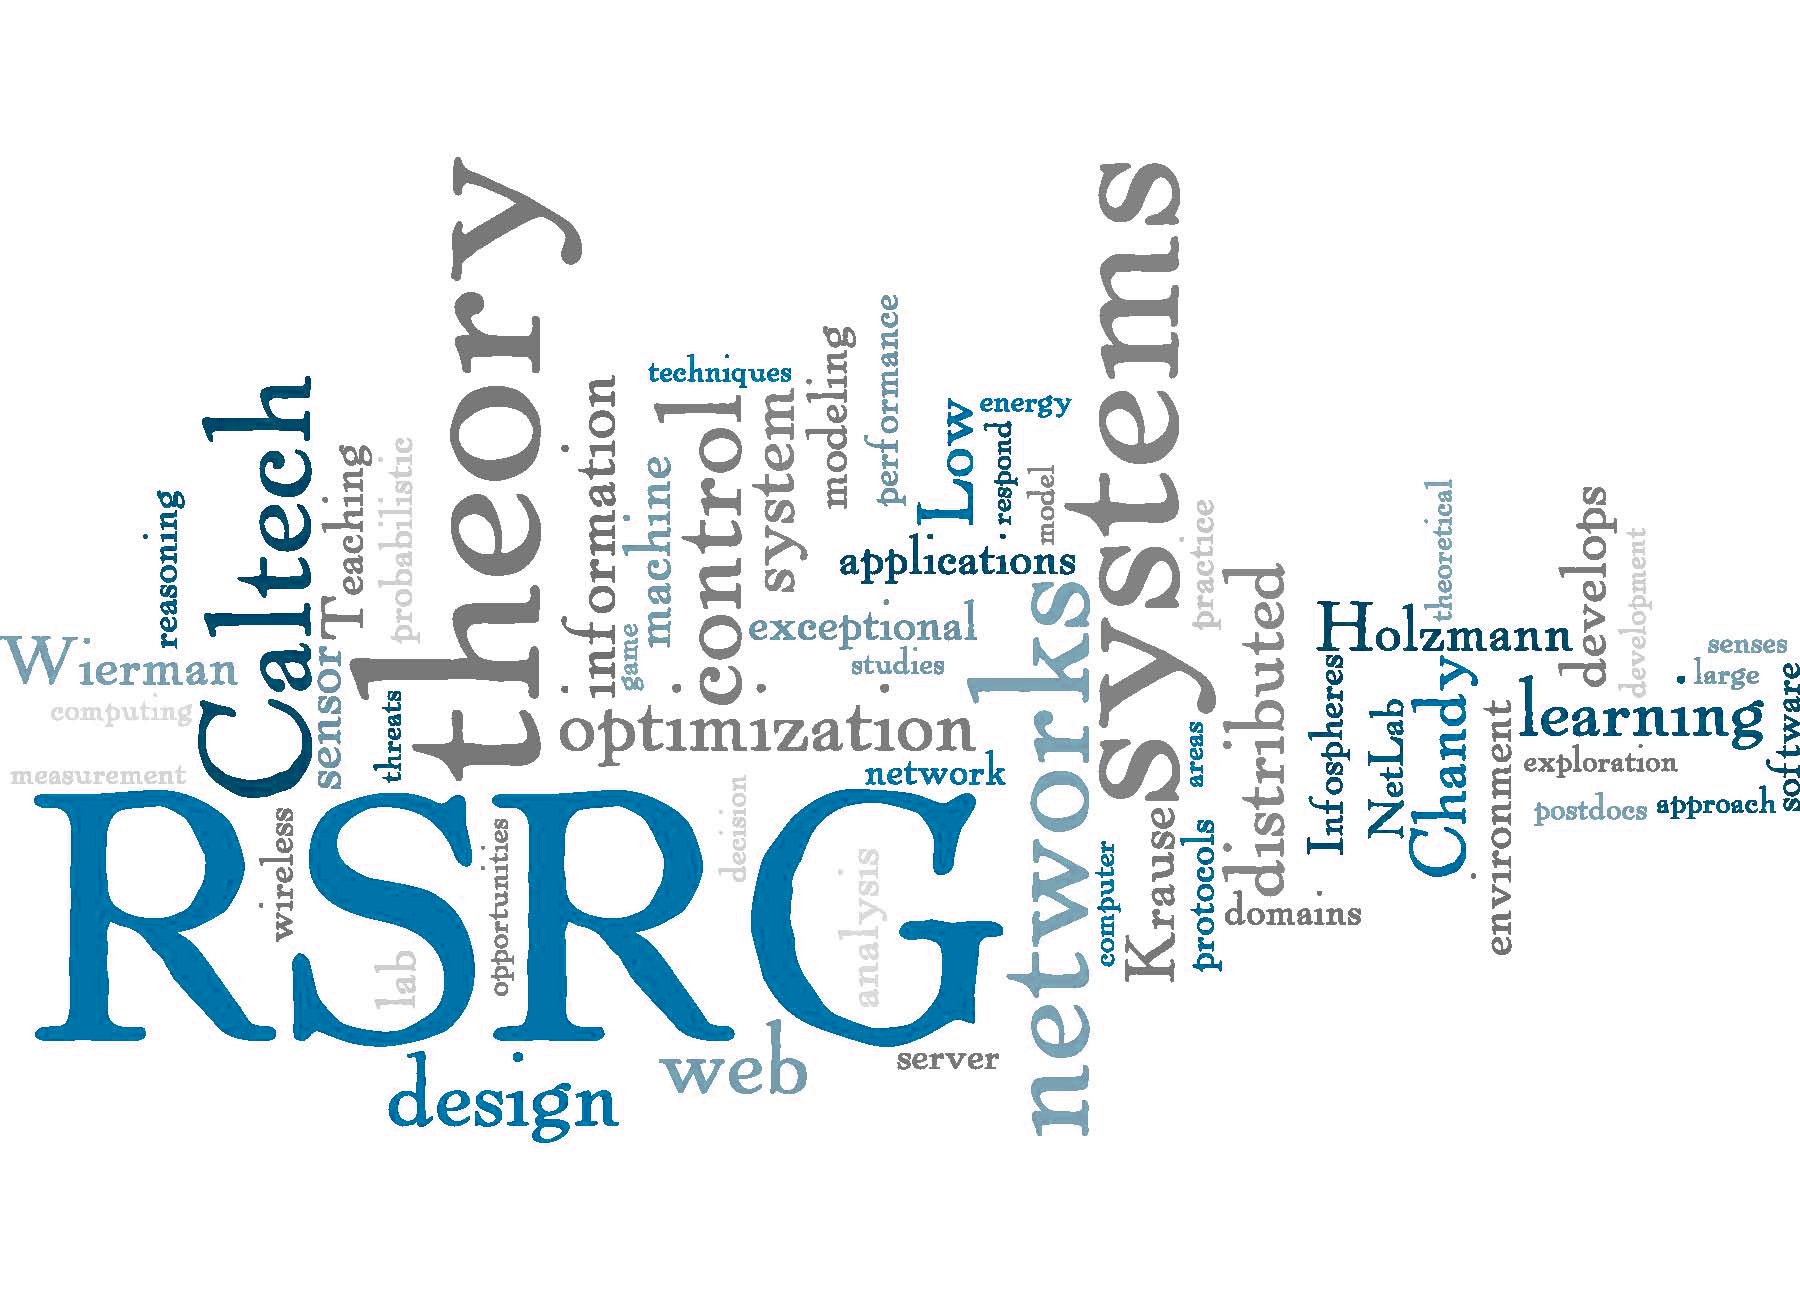 theory
systems
performance
modeling
techniques
Caltech
information
control
system
energy
Low
respond
Teaching
probabilistic
machine
model
reasoning
applications
practice
theoretical
develops
development
distributed
networks
exceptional
game
studies
Wierman
sensor
Holzmann
senses
large
Infospheres
Chandy
learning
software
computing
threats
optimization
areas
NetLab
environment
exploration
measurement
network
decision
postdocs
approach
RSRG
wireless
opportunities
lab
analysis
computer
Krause
protocols
domains
web
server
design